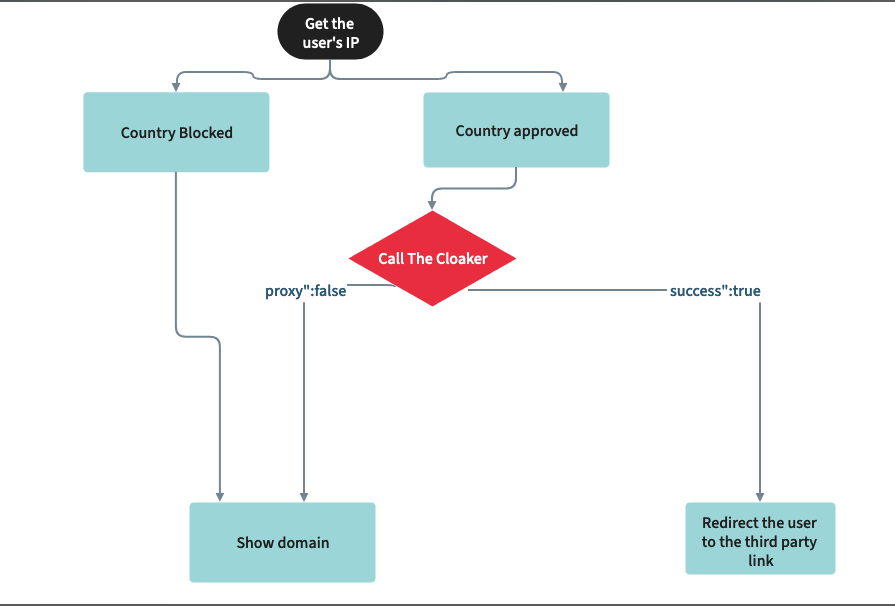 Get the
user's IP
Country Blocked
Country approved
Call The Cloaker
proxy":false
success":true
Show domain
Redirect the user
to the third party
link